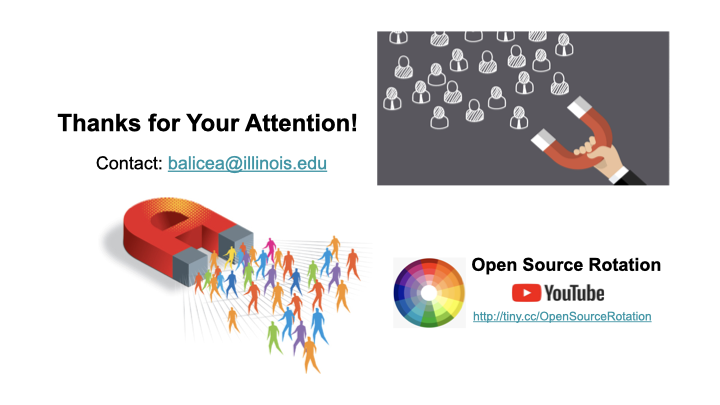 Thanks for Your Attention!
Contact: balicea@illinois.edu
Open Source Rotation
YouTube
http://tiny.cc/OpenSourceRotation